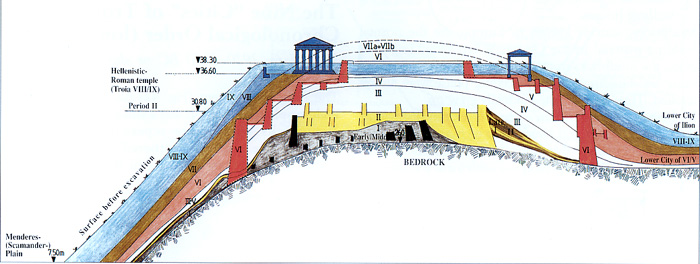 VIIa+VIIb
VI
38.30
36.60
Hellenistic-
Roman temple
(Troia VIII/IX)
IV
III
IX
VII
V
Period II
30.80
IV
II
Lower City
of Ilion
VIII-IX
Lower City of VI/V
VI
VI
Early/Middle
BEDROCK
VIII-IX
VII
VI
Surface before excavation
Menderes-
(Scamander-)
Plain
7.50m